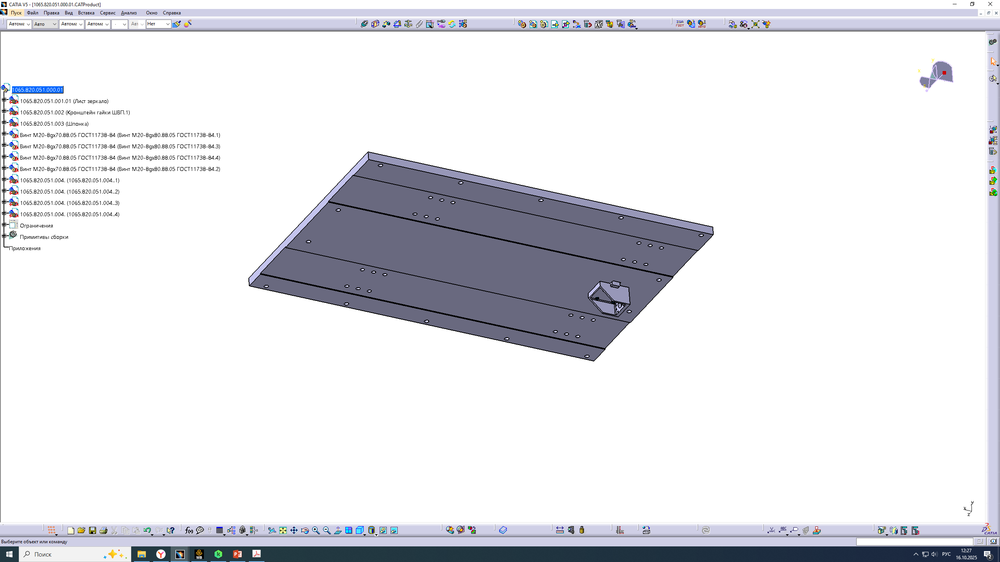 CATIA V5 - [1065.820.051.000.01.CATProduct]
Пуск Файл Правка Вид Вставка Сервис Анализ Окно Справка
Автома Авто Автома Автома Авт Нет
IGA ГОСТ АВТО
y
x
1065.820.051.000.01
1065.820.051.001.01 (Лист зеркало)
1065.820.051.002 (Кронштейн гайки ШВП.1)
1065.820.051.003 (Шпонка)
Винт М20-8gx70.88.05 ГОСТ11738-84 (Винт М20-8gx80.88.05 ГОСТ11738-84.1)
Винт М20-8gx70.88.05 ГОСТ11738-84 (Винт М20-8gx80.88.05 ГОСТ11738-84.3)
Винт М20-8gx70.88.05 ГОСТ11738-84 (Винт М20-8gx80.88.05 ГОСТ11738-84.4)
Винт М20-8gx70.88.05 ГОСТ11738-84 (Винт М20-8gx80.88.05 ГОСТ11738-84.2)
1065.820.051.004. (1065.820.051.004..1)
1065.820.051.004. (1065.820.051.004..2)
1065.820.051.004. (1065.820.051.004..3)
1065.820.051.004. (1065.820.051.004..4)
Ограничения
Примитивы сборки
Приложения
y
x
z
f(x) ABC
CATIA
Выберите объект или команду
Поиск WB РУС 12:27
16.10.2025 2